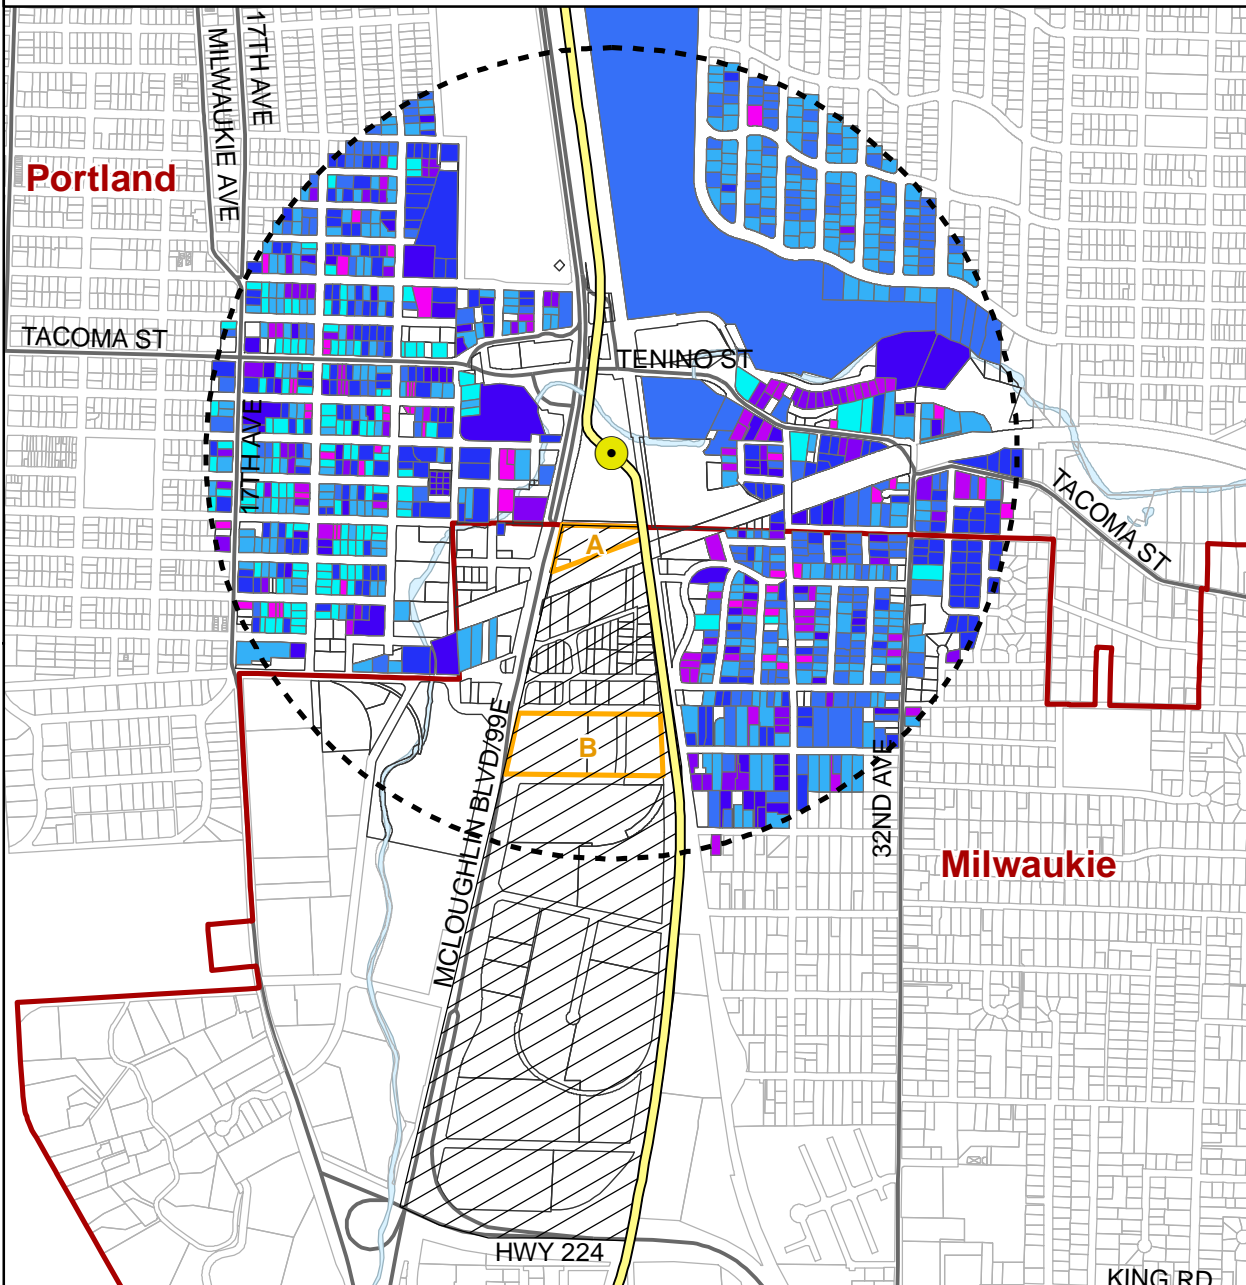 17TH AVE
MILWAUKIE AVE
Portland
TACOMA ST
TENINO ST
17TH AVE
TACOMA ST
A
B
MCLOUGHLIN BLVD/99E
32ND AVE
Milwaukie
HWY 224
KING RD